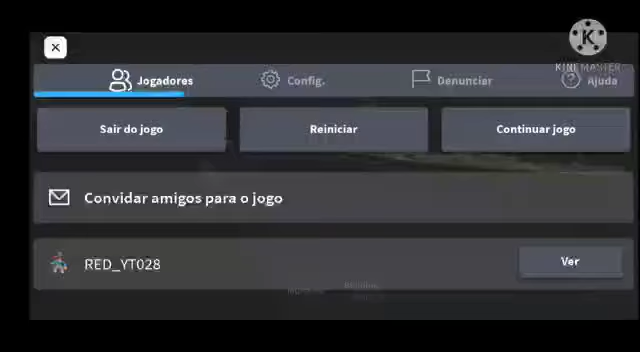 KINEMASTER
Jogadores
Config.
Denunciar
Ajuda
Sair do jogo
Reiniciar
Continuar jogo
Convidar amigos para o jogo
RED_YT028
Ver